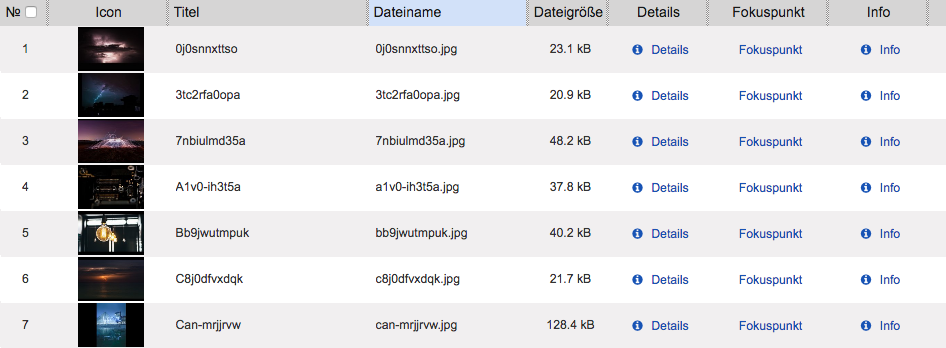 № Icon Titel Dateiname Dateigröße Details Fokuspunkt Info
1 0j0snnxttso 0j0snnxttso.jpg 23.1 kB Details Fokuspunkt Info
2 3tc2rfa0opa 3tc2rfa0opa.jpg 20.9 kB Details Fokuspunkt Info
3 7nbiulmd35a 7nbiulmd35a.jpg 48.2 kB Details Fokuspunkt Info
4 A1v0-ih3t5a a1v0-ih3t5a.jpg 37.8 kB Details Fokuspunkt Info
5 Bb9jwutmpuk bb9jwutmpuk.jpg 40.2 kB Details Fokuspunkt Info
6 C8j0dfvxdqk c8j0dfvxdqk.jpg 21.7 kB Details Fokuspunkt Info
7 Can-mrjjrvw can-mrjjrvw.jpg 128.4 kB Details Fokuspunkt Info